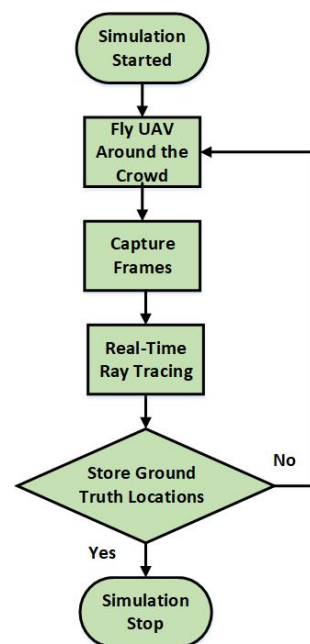 Simulation
Started
Fly UAV
Around the
Crowd
Capture
Frames
Real-Time
Ray Tracing
Store Ground
Truth Locations
No
Yes
Simulation
Stop